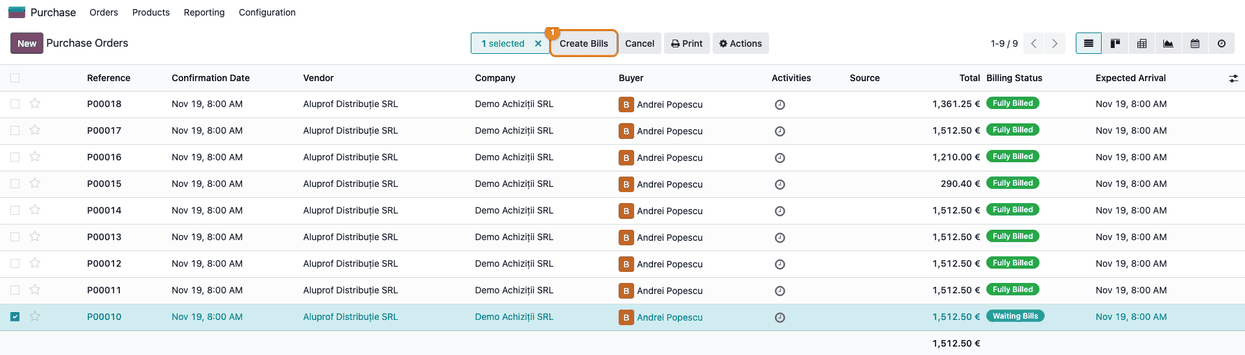 Purchase Orders Products Reporting Configuration
New Purchase Orders 1 selected × 1 Create Bills Cancel Print Actions 1-9 / 9
Reference Confirmation Date Vendor Company Buyer Activities Source Total Billing Status Expected Arrival
P00018 Nov 19, 8:00 AM Aluprof Distribuție SRL Demo Achiziții SRL B Andrei Popescu 1,361.25 € Fully Billed Nov 19, 8:00 AM
P00017 Nov 19, 8:00 AM Aluprof Distribuție SRL Demo Achiziții SRL B Andrei Popescu 1,512.50 € Fully Billed Nov 19, 8:00 AM
P00016 Nov 19, 8:00 AM Aluprof Distribuție SRL Demo Achiziții SRL B Andrei Popescu 1,210.00 € Fully Billed Nov 19, 8:00 AM
P00015 Nov 19, 8:00 AM Aluprof Distribuție SRL Demo Achiziții SRL B Andrei Popescu 290.40 € Fully Billed Nov 19, 8:00 AM
P00014 Nov 19, 8:00 AM Aluprof Distribuție SRL Demo Achiziții SRL B Andrei Popescu 1,512.50 € Fully Billed Nov 19, 8:00 AM
P00013 Nov 19, 8:00 AM Aluprof Distribuție SRL Demo Achiziții SRL B Andrei Popescu 1,512.50 € Fully Billed Nov 19, 8:00 AM
P00012 Nov 19, 8:00 AM Aluprof Distribuție SRL Demo Achiziții SRL B Andrei Popescu 1,512.50 € Fully Billed Nov 19, 8:00 AM
P00011 Nov 19, 8:00 AM Aluprof Distribuție SRL Demo Achiziții SRL B Andrei Popescu 1,512.50 € Fully Billed Nov 19, 8:00 AM
P00010 Nov 19, 8:00 AM Aluprof Distribuție SRL Demo Achiziții SRL B Andrei Popescu 1,512.50 € Waiting Bills Nov 19, 8:00 AM
1,512.50 €